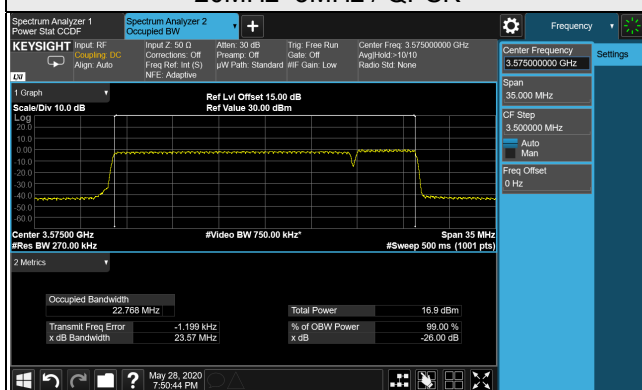 20MHz+5MHz / QPSK
Spectrum Analyzer 1
Power Stat CCDF
Spectrum Analyzer 2
Occupied BW
Frequency
KEYSIGHT
Input: RF
Coupling: DC
Align: Auto
Input Z: 50 Ω
Corrections: Off
Freq Ref: Int (S)
NFE: Adaptive
Atten: 30 dB
Preamp: Off
µW Path: Standard
Trig: Free Run
Gate: Off
#IF Gain: Low
Center Freq: 3.575000000 GHz
Avg|Hold:>10/10
Radio Std: None
LXI
Center Frequency
3.575000000 GHz
Settings
Span
35.000 MHz
CF Step
3.500000 MHz
Auto
Man
Freq Offset
0 Hz
1 Graph
Scale/Div 10.0 dB
Ref Lvl Offset 15.00 dB
Ref Value 30.00 dBm
Log
20.0
10.0
0.00
-10.0
-20.0
-30.0
-40.0
-50.0
-60.0
Center 3.57500 GHz
#Res BW 270.00 kHz
#Video BW 750.00 kHz*
Span 35 MHz
#Sweep 500 ms (1001 pts)
2 Metrics
Occupied Bandwidth
22.768 MHz
Total Power 16.9 dBm
Transmit Freq Error -1.199 kHz
% of OBW Power 99.00 %
x dB Bandwidth 23.57 MHz
x dB -26.00 dB
May 28, 2020
7:50:44 PM